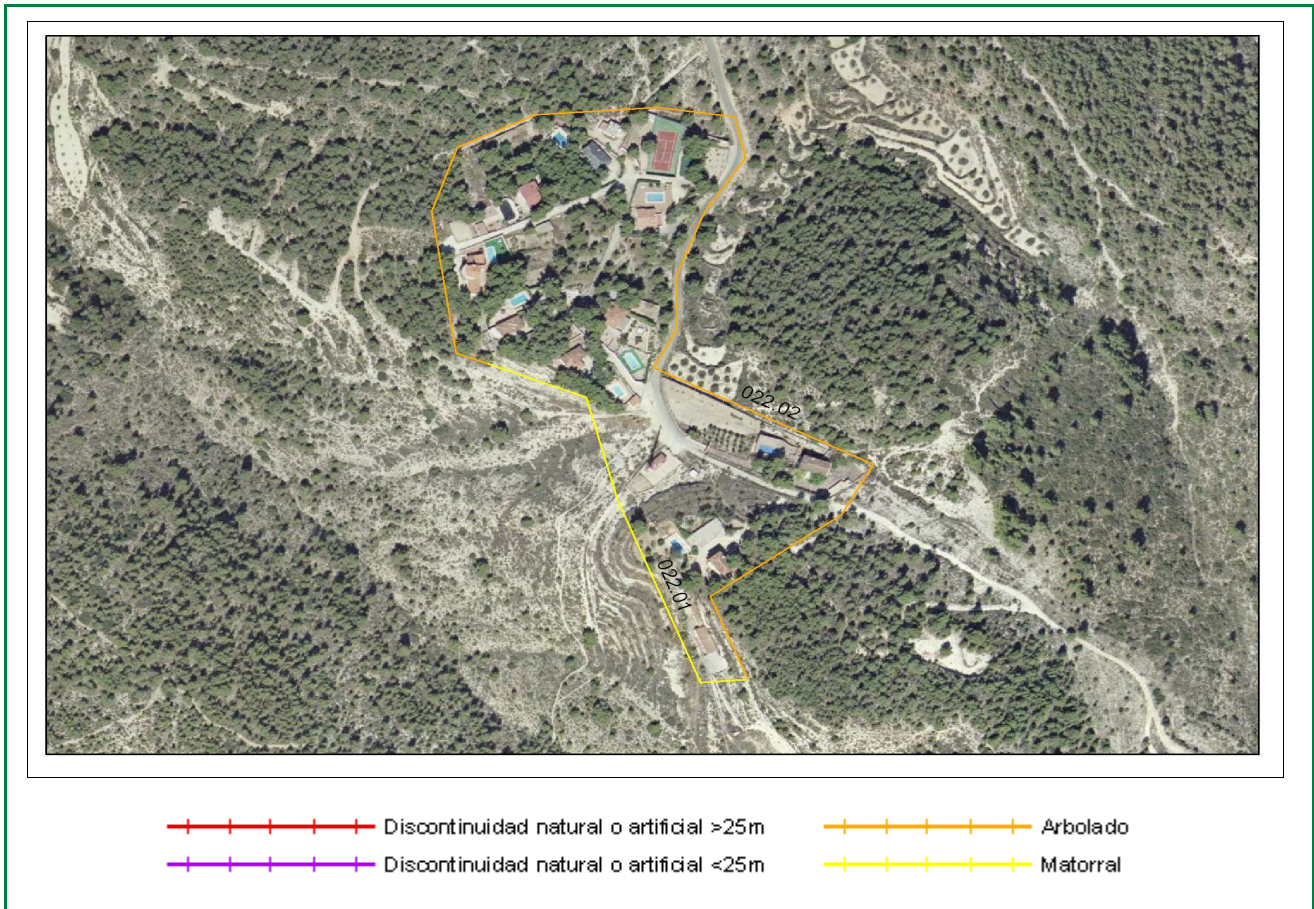 022.02
022.01
Discontinuidad natural o artificial >25m
Arbolado
Discontinuidad natural o artificial <25m
Matorral